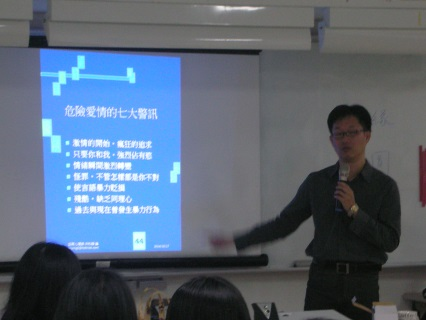 危險愛情的七大警訊
激情的開始，瘋狂的追求
只要你和我，強烈佔有慾
情緒瞬間激烈轉變
怪罪，不管怎樣都是你不對
使言語暴力貶損
殘酷，缺乏同理心
過去與現在曾發生暴力行為